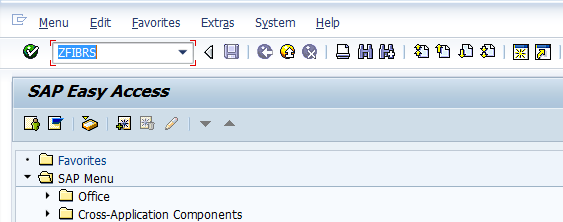 Menu Edit Favorites Extras System Help
ZFIBRS
SAP Easy Access
Favorites
SAP Menu
Office
Cross-Application Components